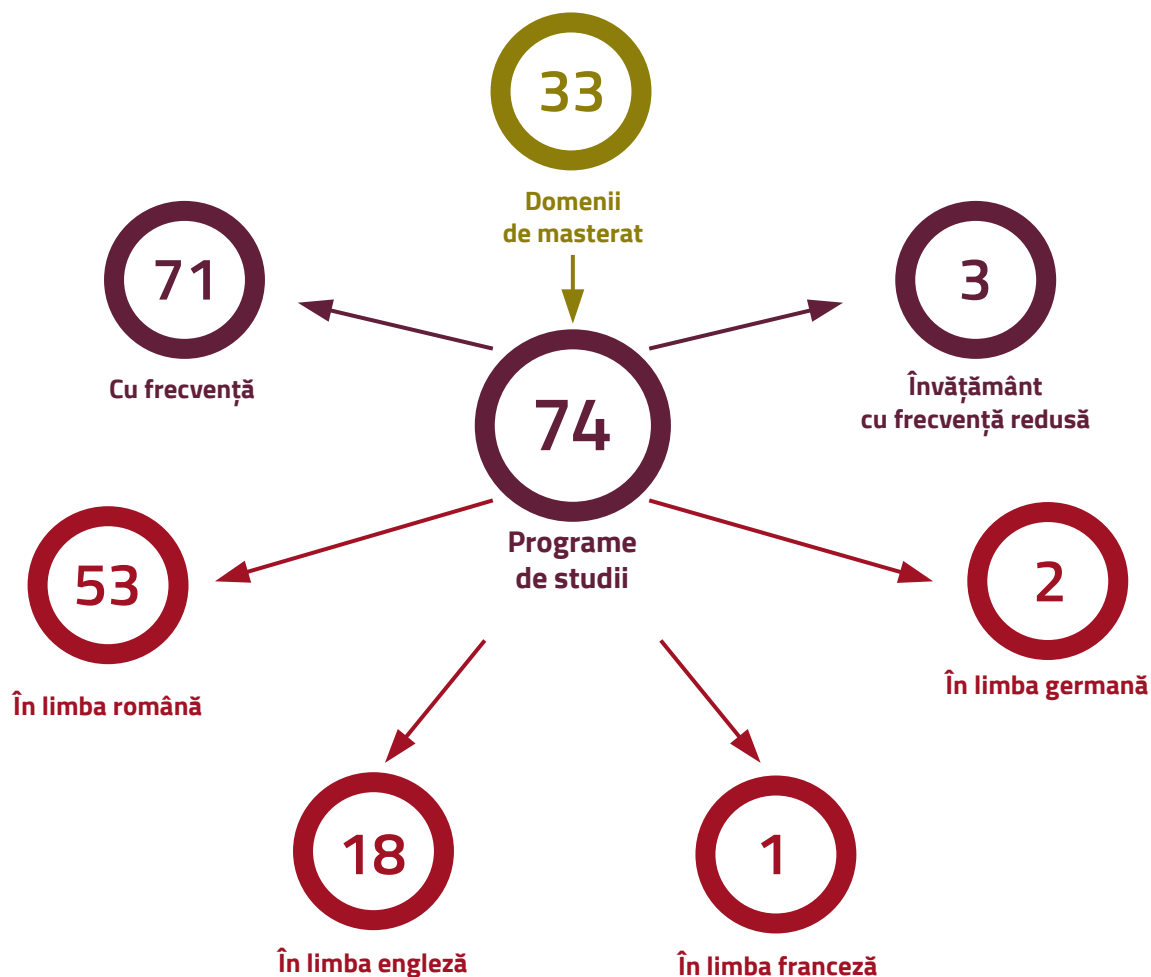 33
Domenii
de masterat
71
Cu frecvență
3
Învățământ
cu frecvență redusă
74
Programe
de studii
53
În limba română
2
În limba germană
18
În limba engleză
1
În limba franceză